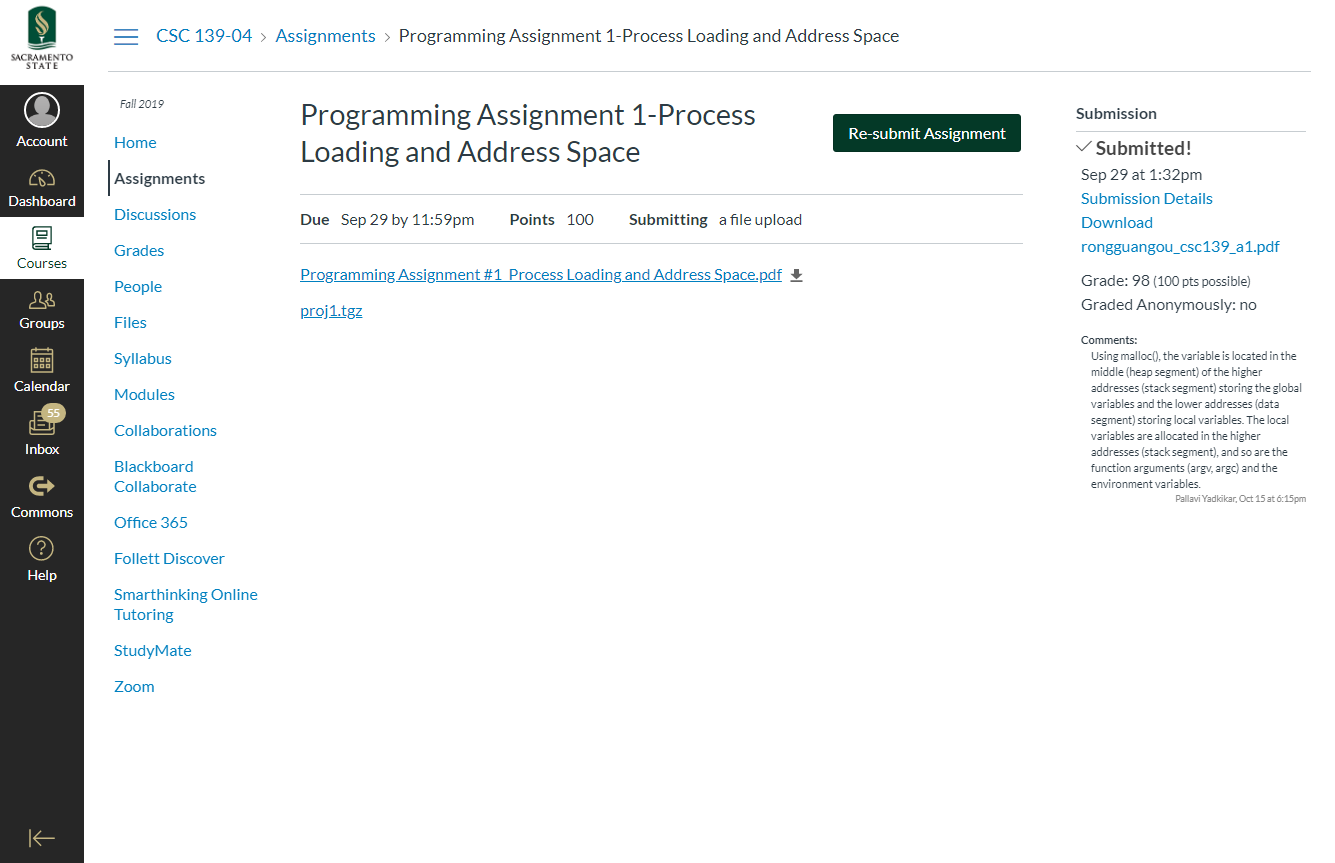 SACRAMENTO
STATE
Account
Dashboard
Courses
Groups
Calendar
55
Inbox
Commons
?
Help
CSC 139-04 › Assignments › Programming Assignment 1-Process Loading and Address Space
Fall 2019
Home
Assignments
Discussions
Grades
People
Files
Syllabus
Modules
Collaborations
Blackboard
Collaborate
Office 365
Follett Discover
Smarthinking Online
Tutoring
StudyMate
Zoom
Programming Assignment 1-Process
Loading and Address Space
Re-submit Assignment
Due Sep 29 by 11:59pm Points 100 Submitting a file upload
Programming Assignment #1_Process Loading and Address Space.pdf
proj1.tgz
Submission
Submitted!
Sep 29 at 1:32pm
Submission Details
Download
rongguangou_csc139_a1.pdf
Grade: 98 (100 pts possible)
Graded Anonymously: no
Comments:
Using malloc(), the variable is located in the
middle (heap segment) of the higher
addresses (stack segment) storing the global
variables and the lower addresses (data
segment) storing local variables. The local
variables are allocated in the higher
addresses (stack segment), and so are the
function arguments (argv, argc) and the
environment variables.
Pallavi Yadkikar, Oct 15 at 6:15pm